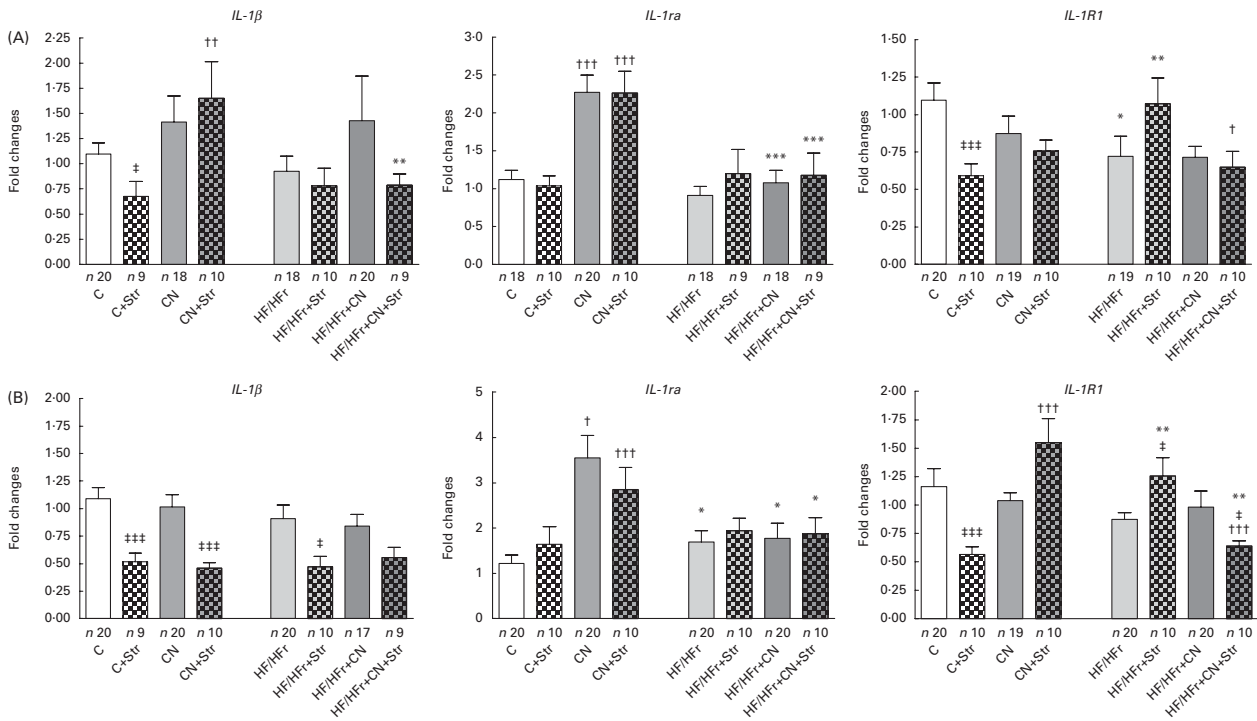 (A)
IL-1β
Fold changes
2·25
2·00
1·75
1·50
1·25
1·00
0·75
0·50
0·25
0·00
‡
††
**
n 20 n 9 n 18 n 10 n 18 n 10 n 20 n 9
C C+Str CN CN+Str HF/HFr HF/HFr+Str HF/HFr+CN HF/HFr+CN+Str
IL-1ra
Fold changes
3·0
2·5
2·0
1·5
1·0
0·5
0·0
††† ††† *** ***
n 18 n 10 n 20 n 10 n 18 n 9 n 18 n 9
C C+Str CN CN+Str HF/HFr HF/HFr+Str HF/HFr+CN HF/HFr+CN+Str
IL-1R1
Fold changes
1·50
1·25
1·00
0·75
0·50
0·25
0·00
‡‡‡ * ** †
n 20 n 10 n 19 n 10 n 19 n 10 n 20 n 10
C C+Str CN CN+Str HF/HFr HF/HFr+Str HF/HFr+CN HF/HFr+CN+Str
(B)
IL-1β
Fold changes
2·00
1·75
1·50
1·25
1·00
0·75
0·50
0·25
0·00
‡‡‡ ‡‡‡ ‡
n 20 n 9 n 20 n 10 n 20 n 10 n 17 n 9
C C+Str CN CN+Str HF/HFr HF/HFr+Str HF/HFr+CN HF/HFr+CN+Str
IL-1ra
Fold changes
5
4
3
2
1
0
† ††† * * *
n 20 n 10 n 20 n 10 n 20 n 10 n 20 n 10
C C+Str CN CN+Str HF/HFr HF/HFr+Str HF/HFr+CN HF/HFr+CN+Str
IL-1R1
Fold changes
2·00
1·75
1·50
1·25
1·00
0·75
0·50
0·25
0·00
‡‡‡
†††
**
‡
**
‡
†††
n 20 n 10 n 19 n 10 n 20 n 10 n 20 n 10
C C+Str CN CN+Str HF/HFr HF/HFr+Str HF/HFr+CN HF/HFr+CN+Str